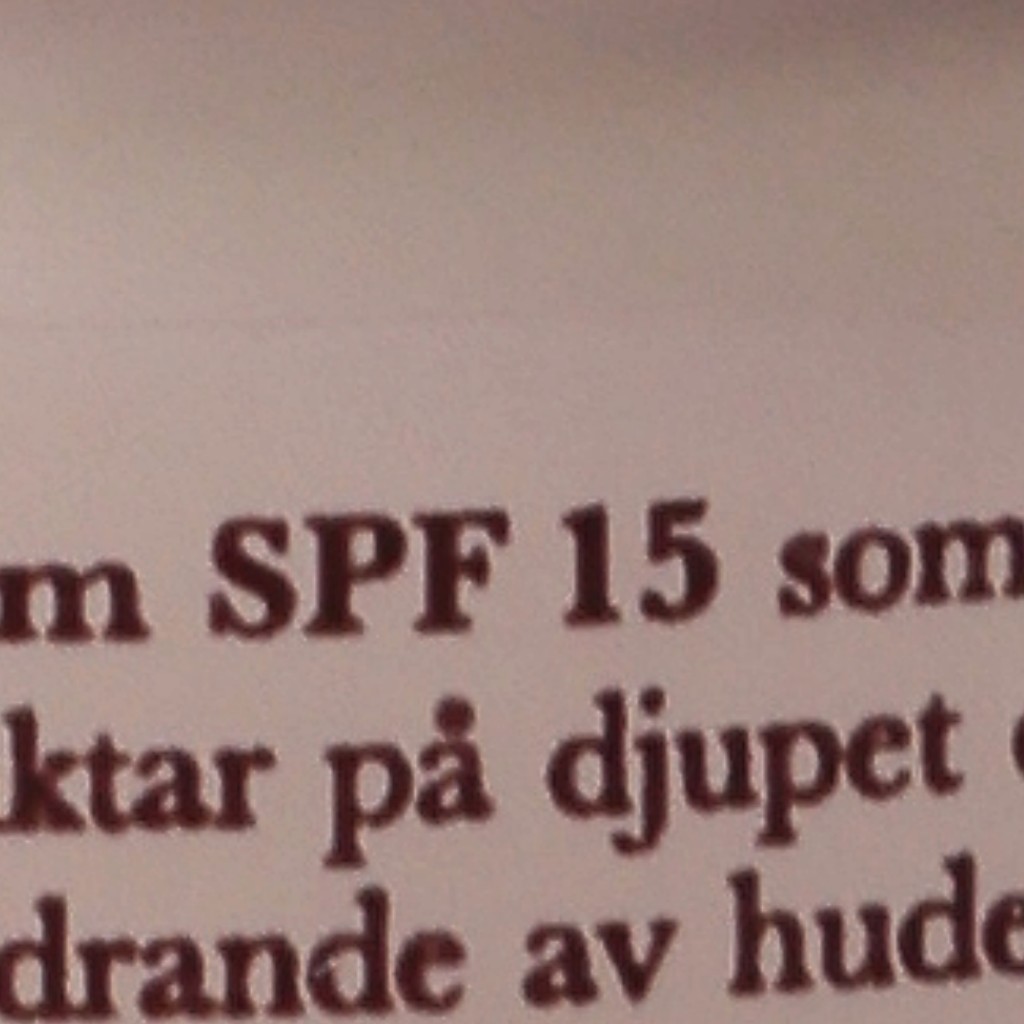 m SPF 15 som
ktar på djupet
drande av hude